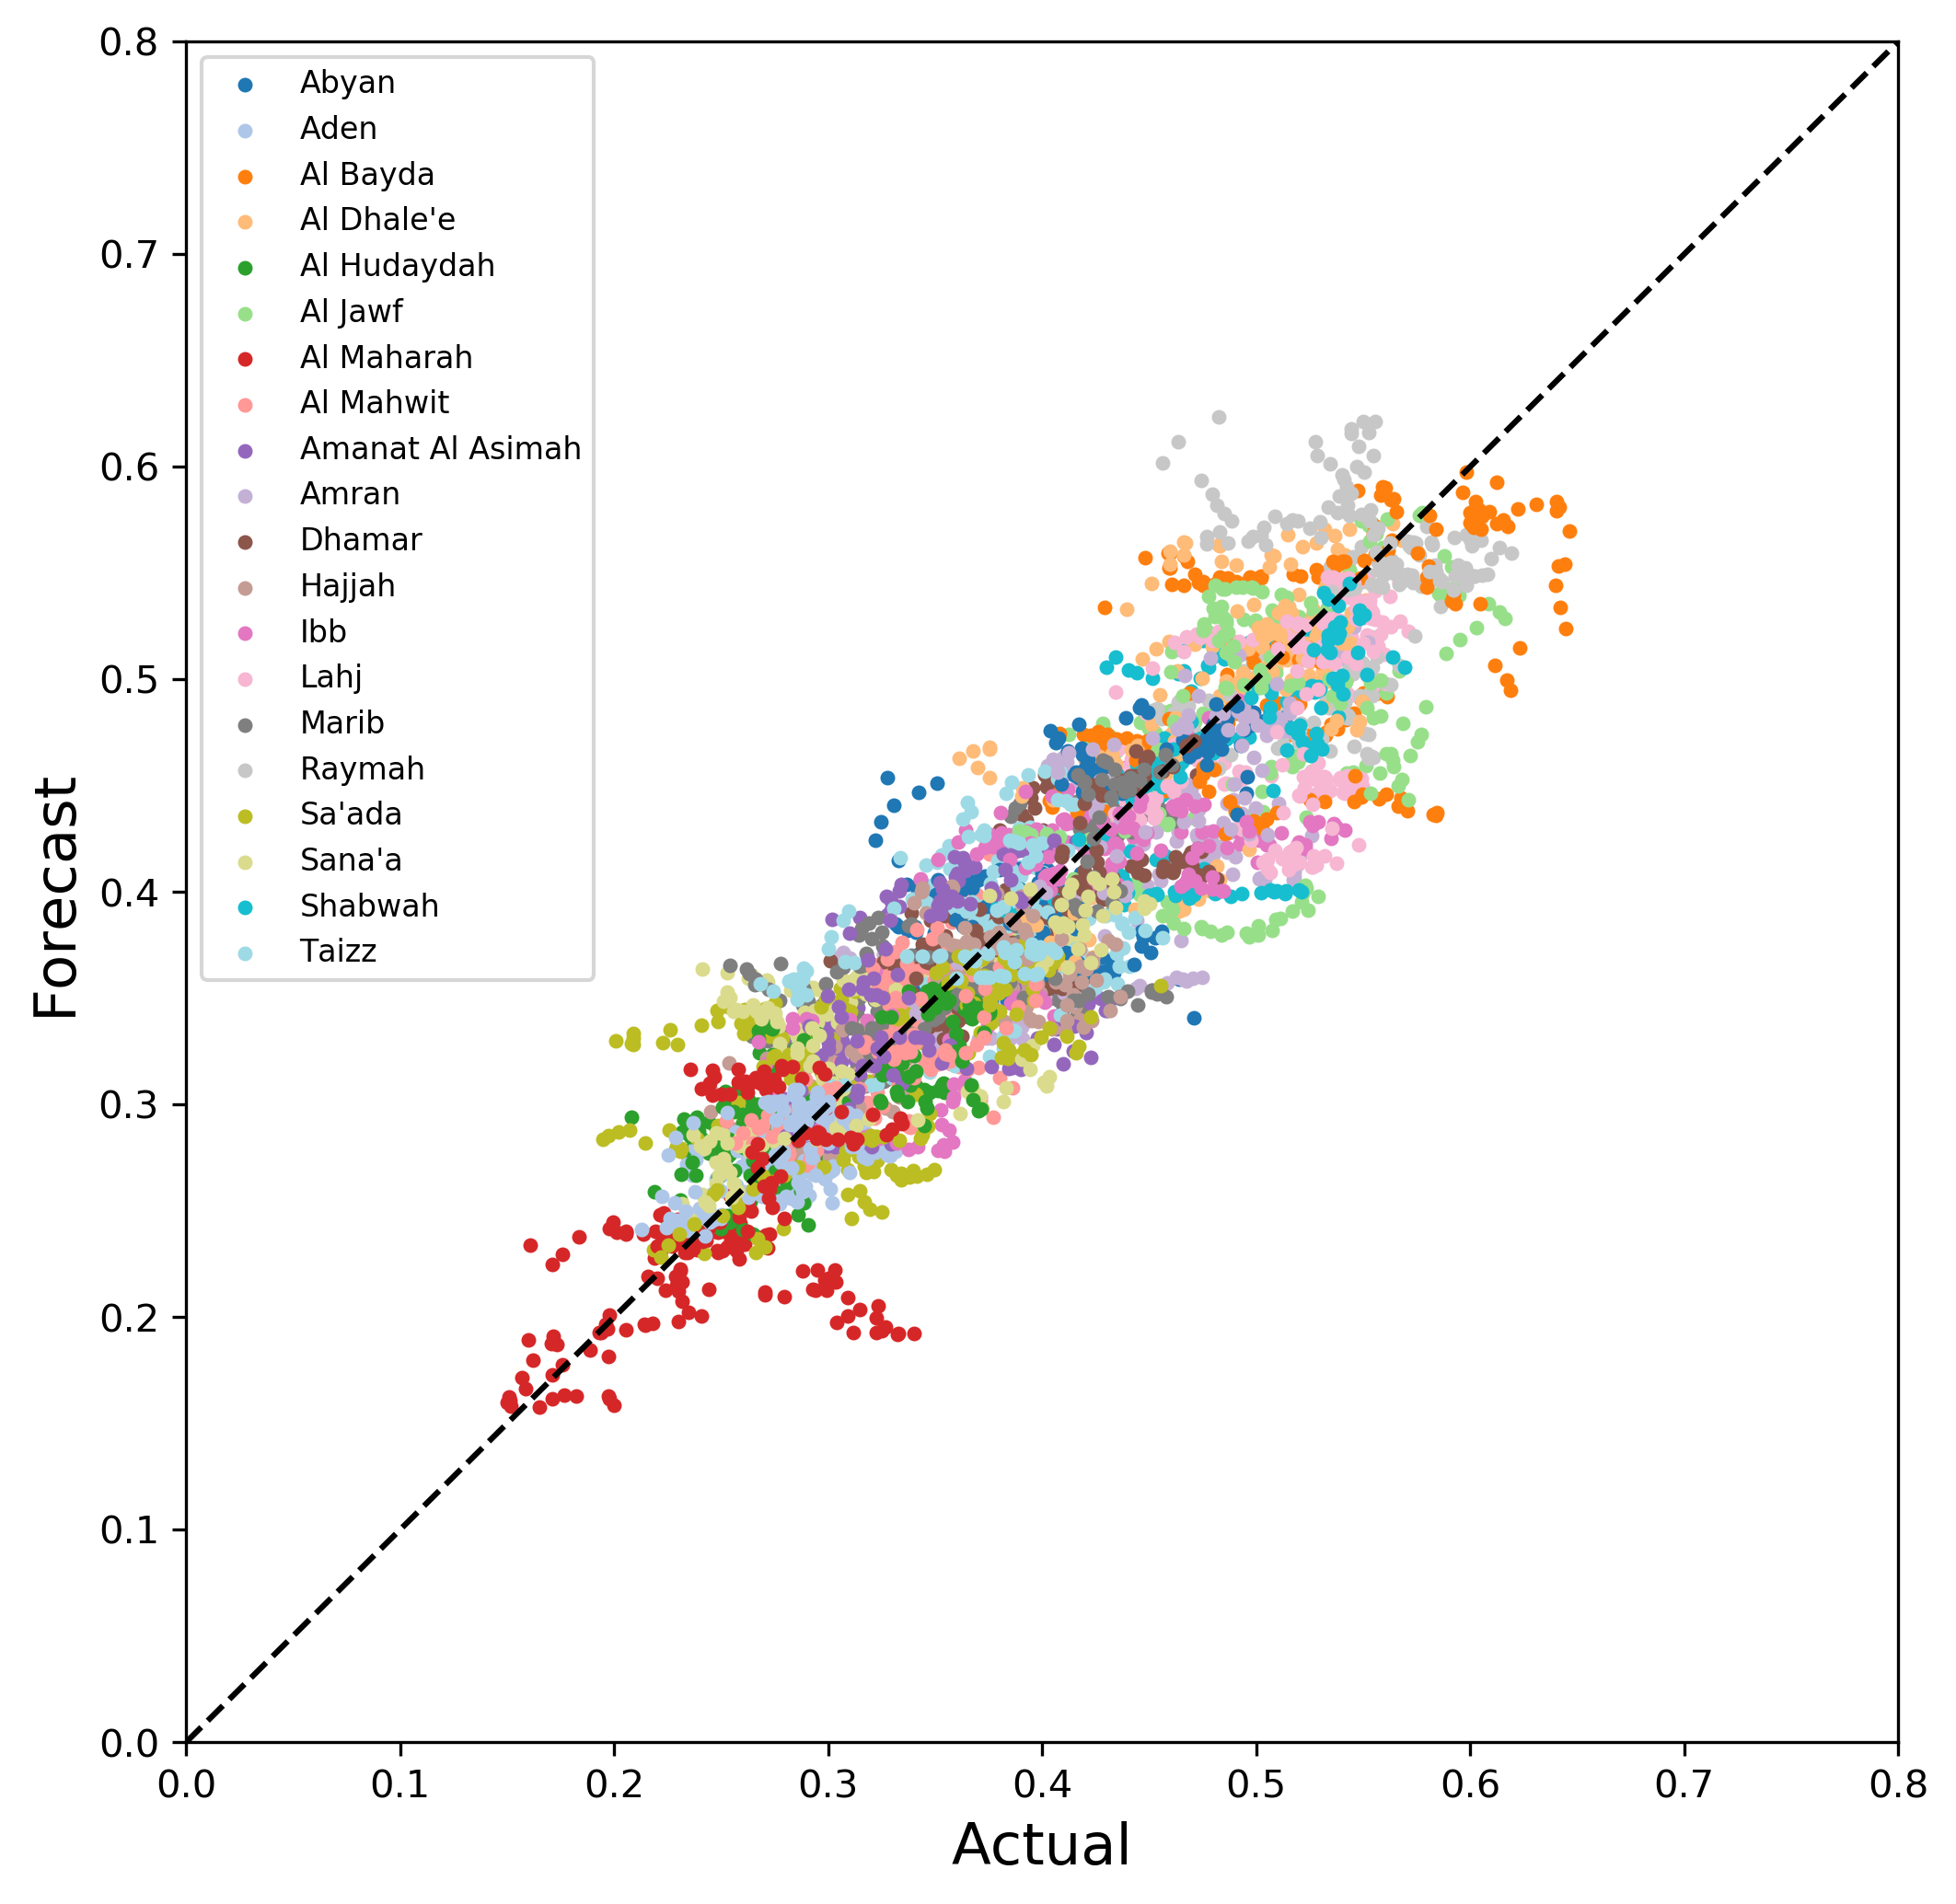 0.8
0.7
0.6
0.5
0.4
0.3
0.2
0.1
0.0
Forecast
Abyan
Aden
Al Bayda
Al Dhale'e
Al Hudaydah
Al Jawf
Al Maharah
Al Mahwit
Amanat Al Asimah
Amran
Dhamar
Hajjah
Ibb
Lahj
Marib
Raymah
Sa'ada
Sana'a
Shabwah
Taizz
0.0 0.1 0.2 0.3 0.4 0.5 0.6 0.7 0.8
Actual